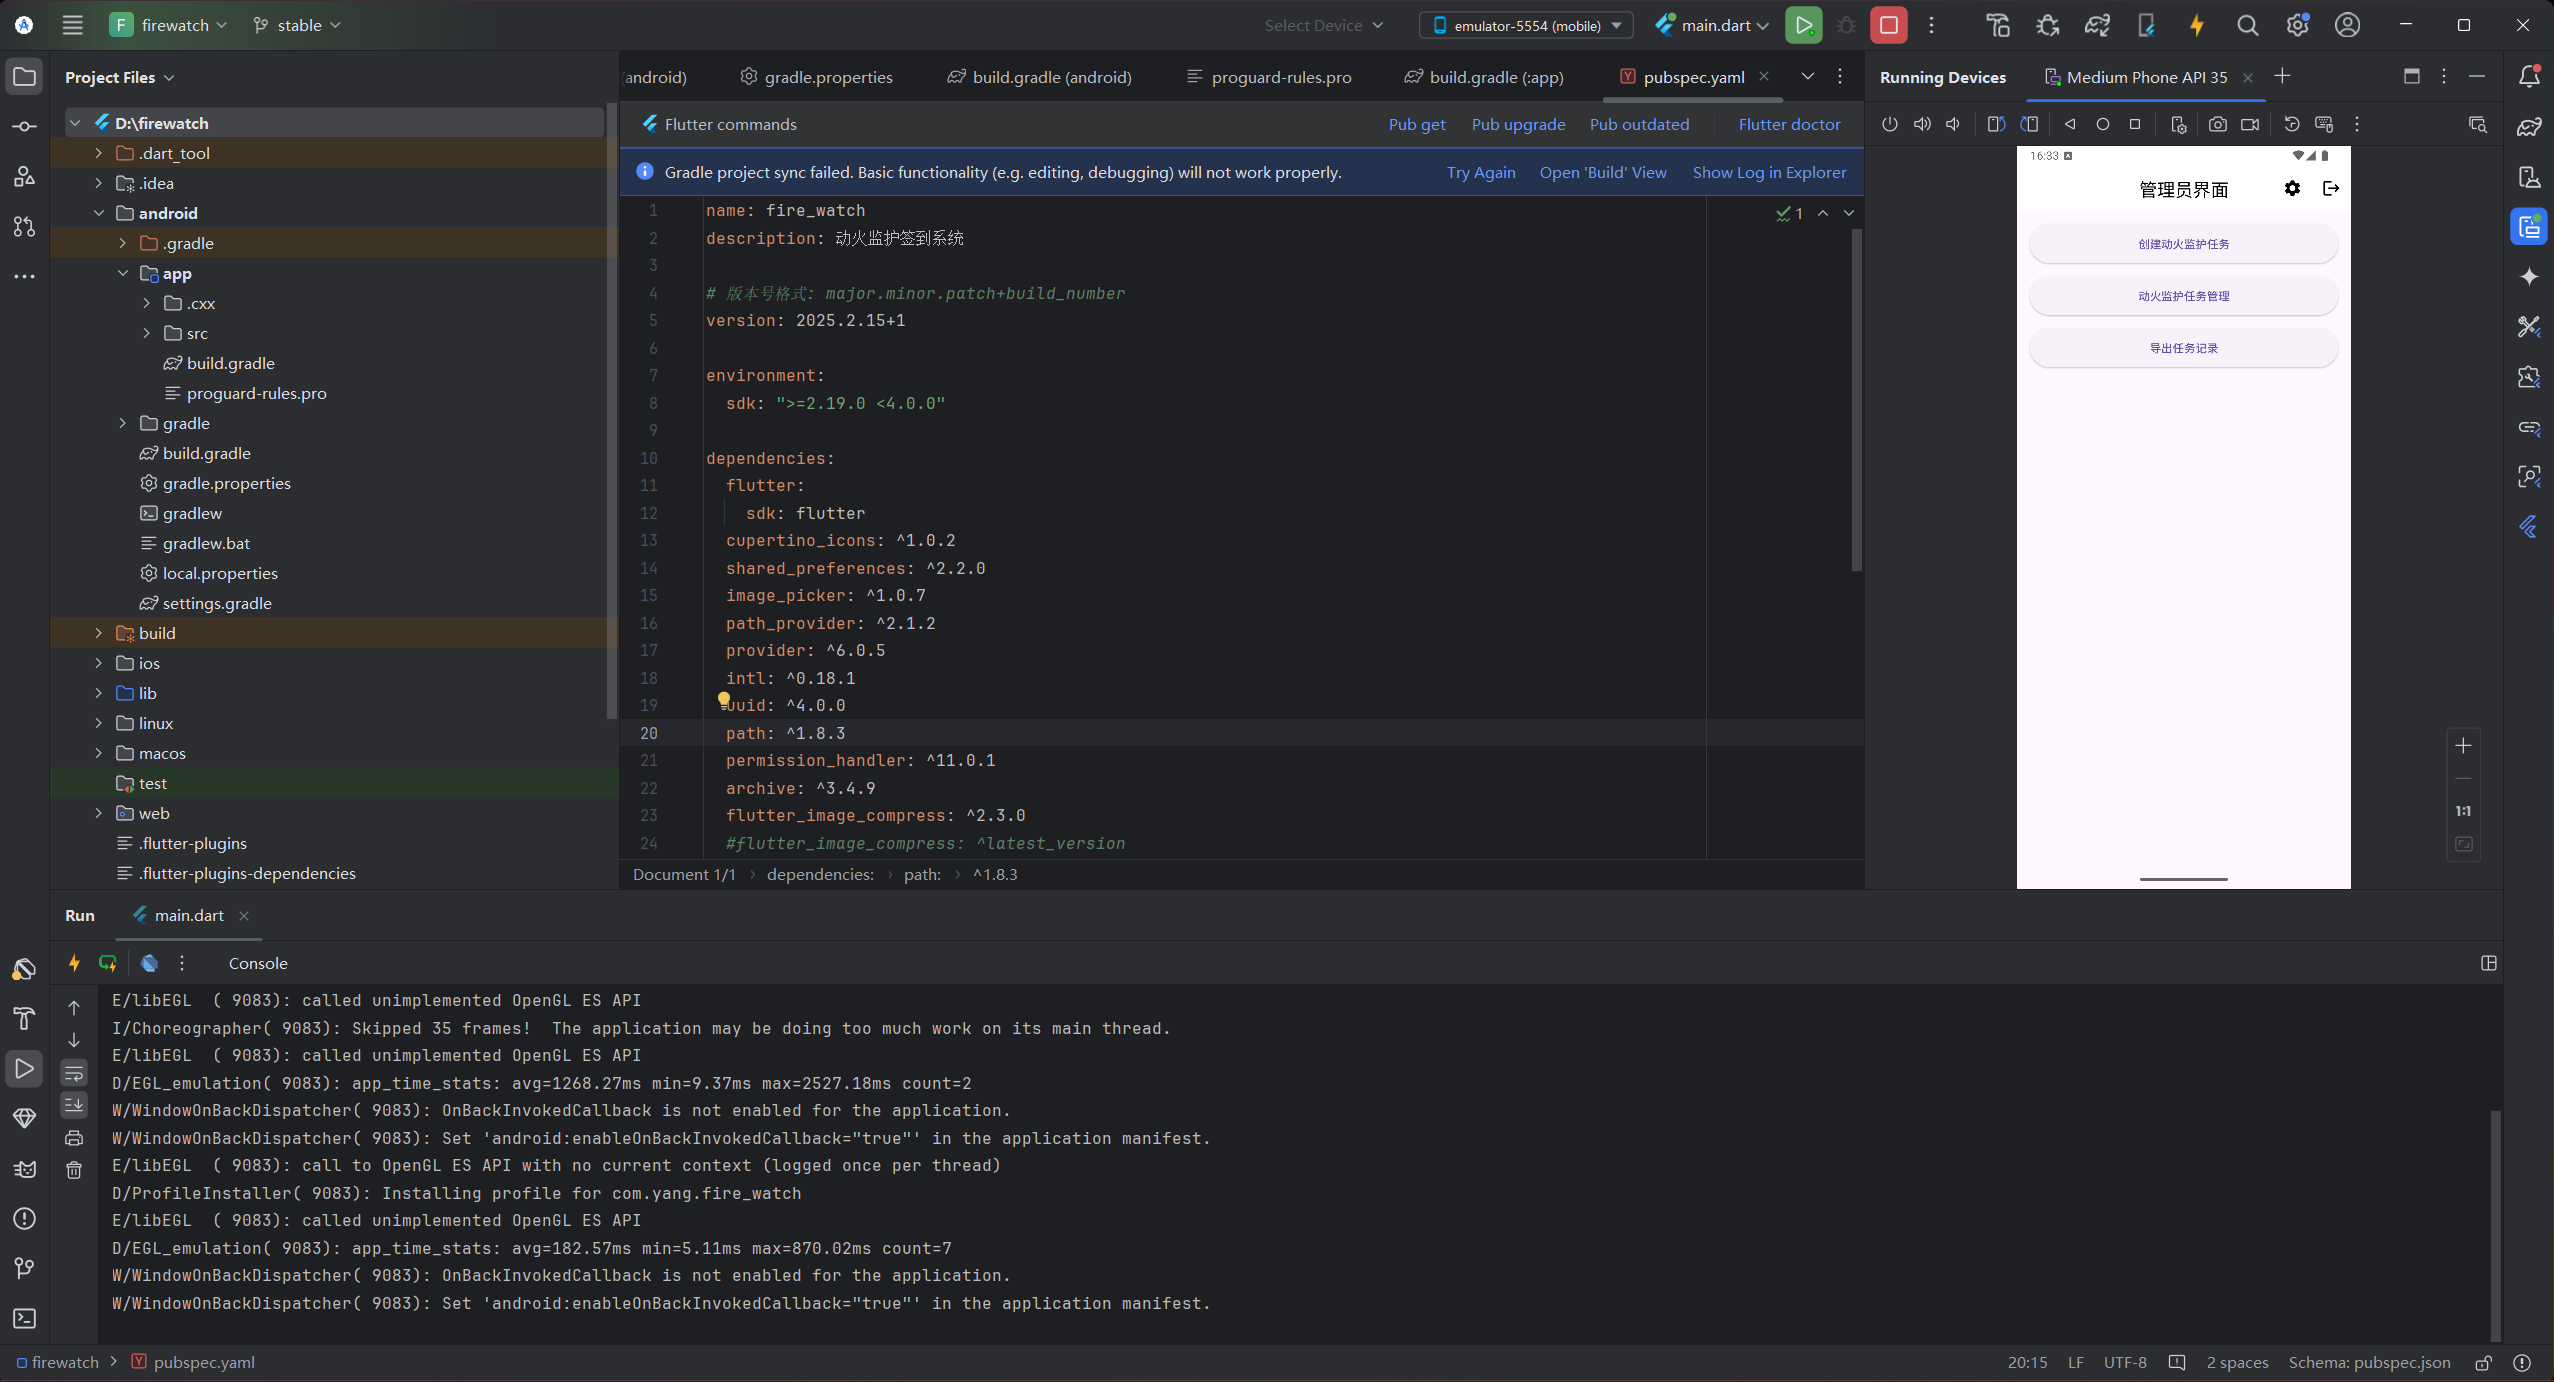 F firewatch stable Select Device emulator-5554 (mobile) main.dart
Project Files
D:\firewatch
.dart_tool
.idea
android
.gradle
app
.cxx
src
build.gradle
proguard-rules.pro
gradle
build.gradle
gradle.properties
gradlew
gradlew.bat
local.properties
settings.gradle
build
ios
lib
linux
macos
test
web
.flutter-plugins
.flutter-plugins-dependencies
(android) gradle.properties build.gradle (android) proguard-rules.pro build.gradle (:app) pubspec.yaml
Flutter commands Pub get Pub upgrade Pub outdated Flutter doctor
Gradle project sync failed. Basic functionality (e.g. editing, debugging) will not work properly. Try Again Open 'Build' View Show Log in Explorer
1 name: fire_watch
2 description: 动火监护签到系统
3
4 # 版本号格式: major.minor.patch+build_number
5 version: 2025.2.15+1
6
7 environment:
8 sdk: ">=2.19.0 <4.0.0"
9
10 dependencies:
11 flutter:
12 sdk: flutter
13 cupertino_icons: ^1.0.2
14 shared_preferences: ^2.2.0
15 image_picker: ^1.0.7
16 path_provider: ^2.1.2
17 provider: ^6.0.5
18 intl: ^0.18.1
19 uuid: ^4.0.0
20 path: ^1.8.3
21 permission_handler: ^11.0.1
22 archive: ^3.4.9
23 flutter_image_compress: ^2.3.0
24 #flutter_image_compress: ^latest_version
1
Document 1/1 dependencies: path: ^1.8.3
Running Devices Medium Phone API 35
16:33
管理员界面
创建动火监护任务
动火监护任务管理
导出任务记录
1:1
Run main.dart
Console
E/libEGL ( 9083): called unimplemented OpenGL ES API
I/Choreographer( 9083): Skipped 35 frames! The application may be doing too much work on its main thread.
E/libEGL ( 9083): called unimplemented OpenGL ES API
D/EGL_emulation( 9083): app_time_stats: avg=1268.27ms min=9.37ms max=2527.18ms count=2
W/WindowOnBackDispatcher( 9083): OnBackInvokedCallback is not enabled for the application.
W/WindowOnBackDispatcher( 9083): Set 'android:enableOnBackInvokedCallback="true"' in the application manifest.
E/libEGL ( 9083): call to OpenGL ES API with no current context (logged once per thread)
D/ProfileInstaller( 9083): Installing profile for com.yang.fire_watch
E/libEGL ( 9083): called unimplemented OpenGL ES API
D/EGL_emulation( 9083): app_time_stats: avg=182.57ms min=5.11ms max=870.02ms count=7
W/WindowOnBackDispatcher( 9083): OnBackInvokedCallback is not enabled for the application.
W/WindowOnBackDispatcher( 9083): Set 'android:enableOnBackInvokedCallback="true"' in the application manifest.
firewatch pubspec.yaml 20:15 LF UTF-8 2 spaces Schema: pubspec.json